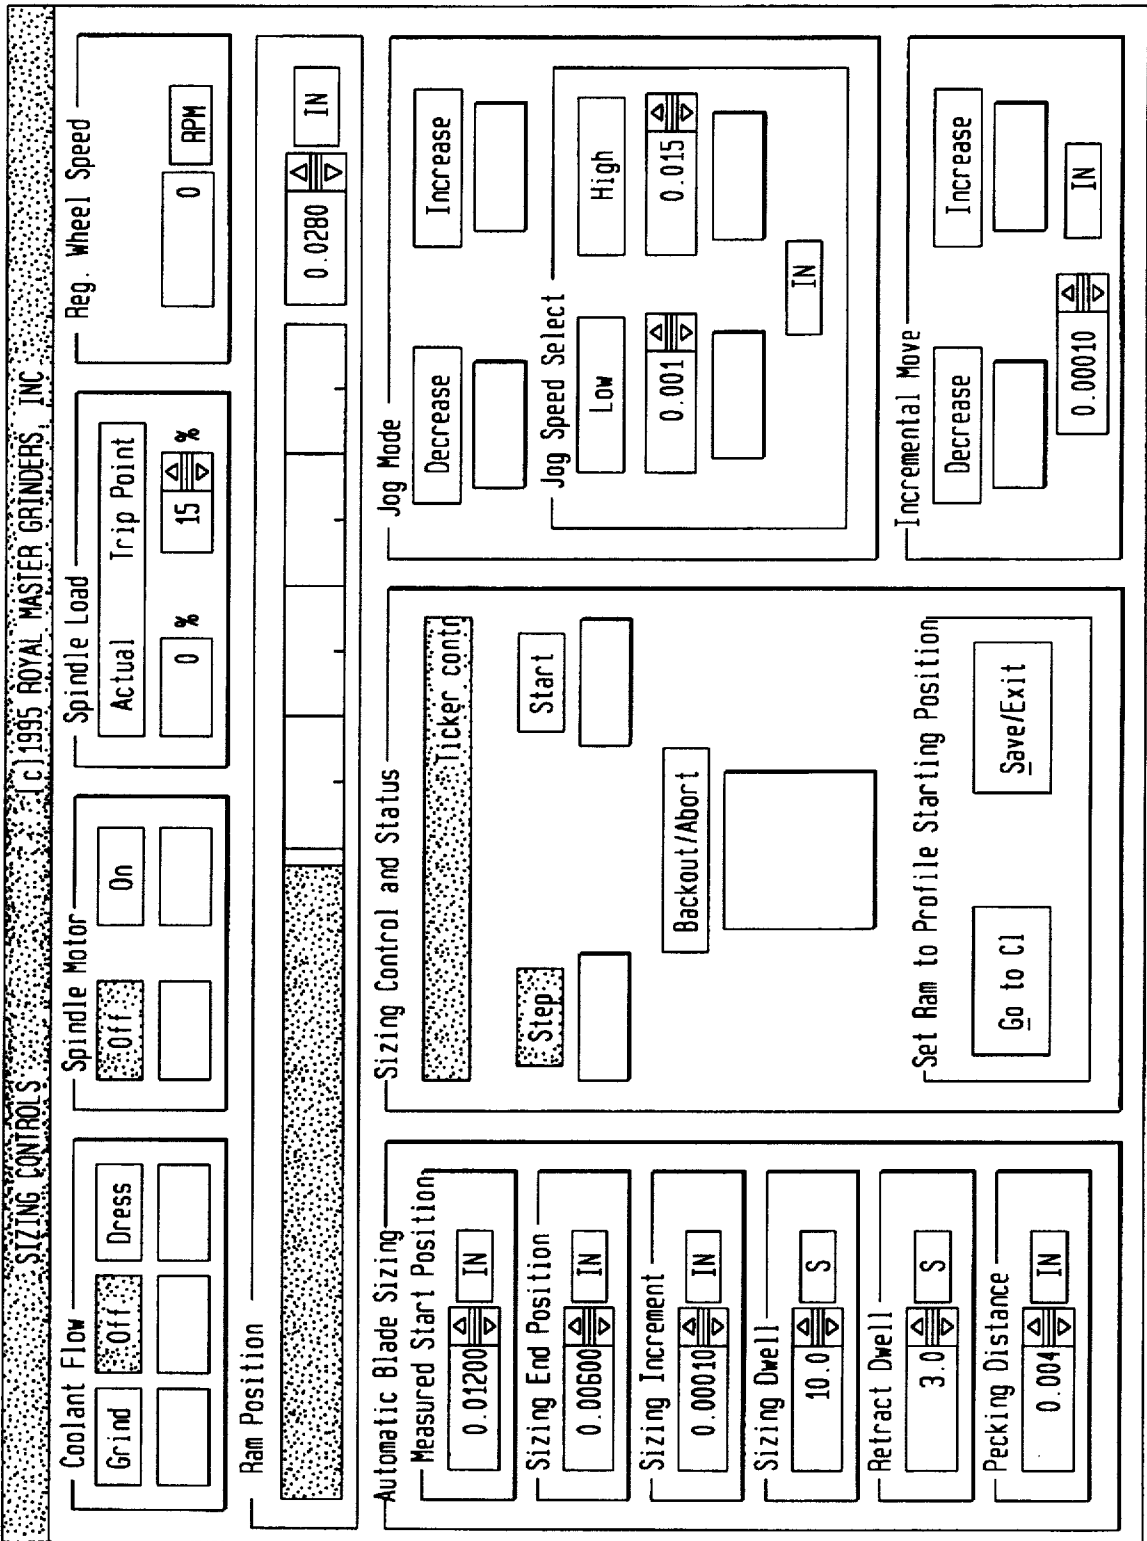 SIZING CONTROLS (c)1995 ROYAL MASTER GRINDERS, INC
Coolant Flow
Grind Off Dress
Spindle Motor
Off On
Spindle Load
Actual Trip Point
0 % 15 %
Reg. Wheel Speed
0 RPM
Ram Position
0.0280 IN
Automatic Blade Sizing
Measured Start Position
0.01200 IN
Sizing End Position
0.00600 IN
Sizing Increment
0.00010 IN
Sizing Dwell
10.0 S
Retract Dwell
3.0 S
Pecking Distance
0.004 IN
Sizing Control and Status
Ticker contr
Step Start
Backout/Abort
Set Ram to Profile Starting Position
Go to C1 Save/Exit
Jog Mode
Decrease Increase
Jog Speed Select
Low High
0.001 0.015
IN
Incremental Move
Decrease Increase
0.00010 IN